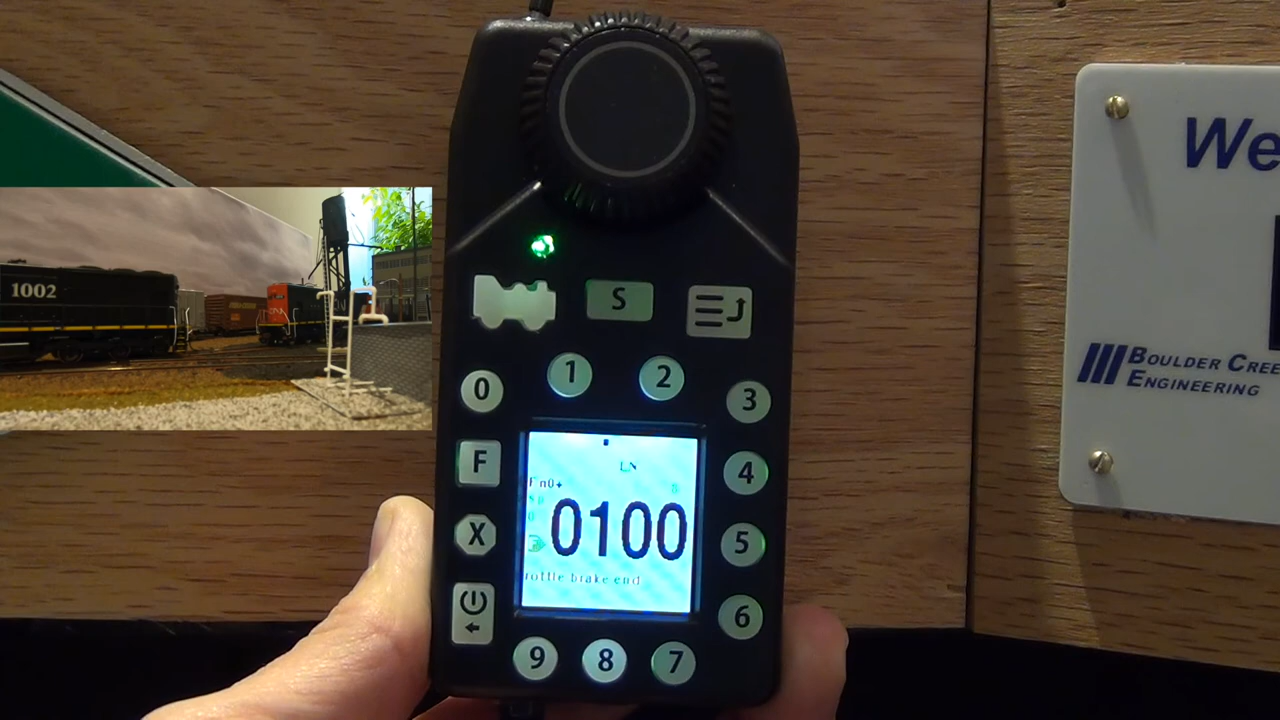 We
1002
S
0
1
2
3
F
4
LN
Fn0+
0100
X
5
rottle brake end
6
9
8
7
BOULDER CREE
ENGINEERING